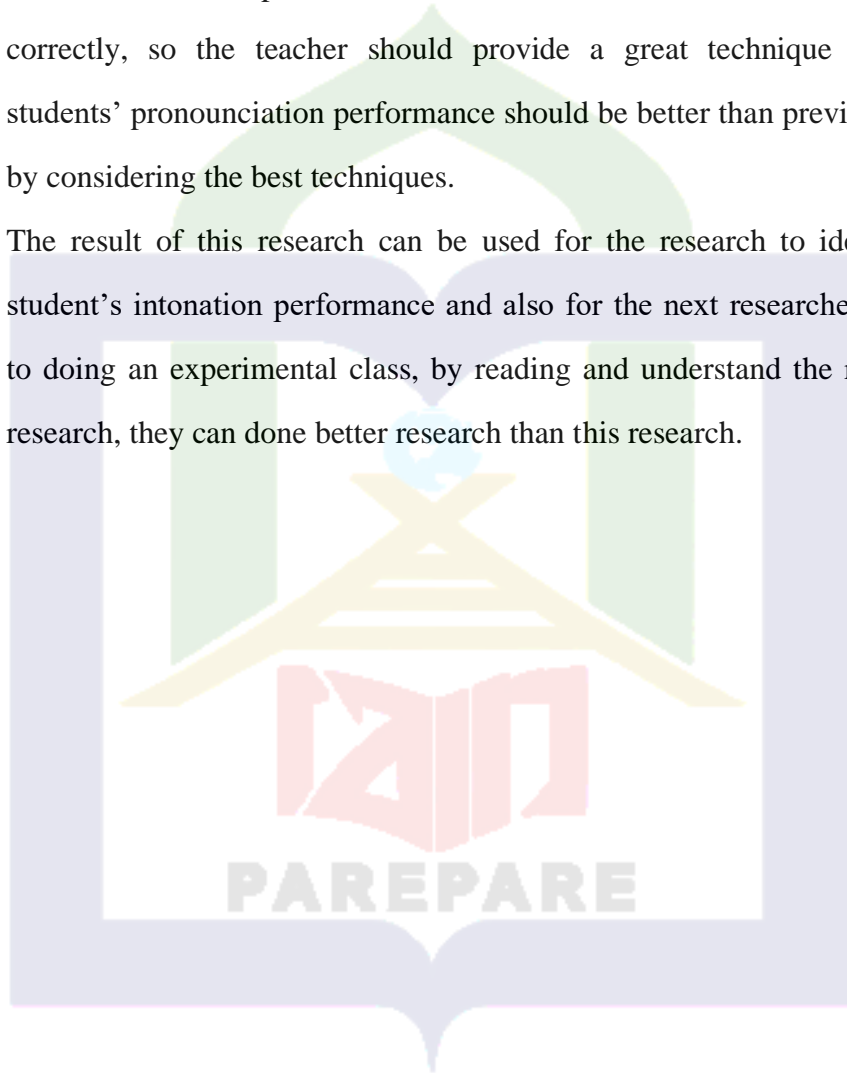 correctly, so the teacher should provide a great technique
students’ pronounciation performance should be better than previ
by considering the best techniques.
The result of this research can be used for the research to ide
student’s intonation performance and also for the next researche
to doing an experimental class, by reading and understand the
research, they can done better research than this research.
iain
PAREPARE